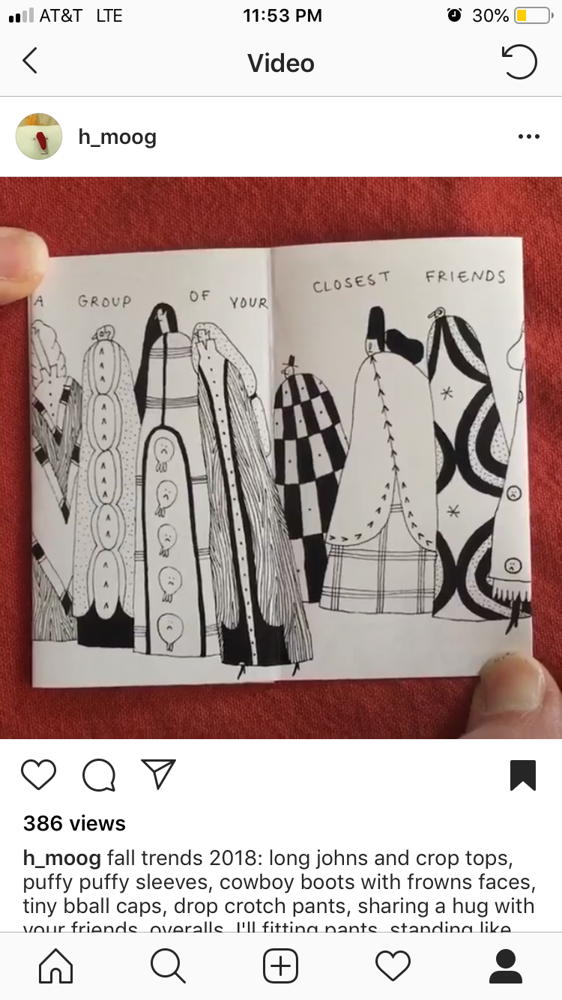 AT&T LTE 11:53 PM 30%
Video
h_moog
A GROUP OF YOUR CLOSEST FRIENDS
386 views
h_moog fall trends 2018: long johns and crop tops,
puffy puffy sleeves, cowboy boots with frowns faces,
tiny bball caps, drop crotch pants, sharing a hug with
your friends, overalls, I'll fitting pants, standing like